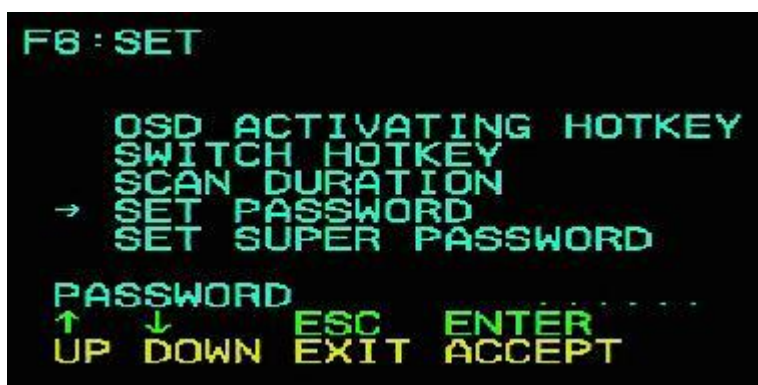 F6:SET
OSD ACTIVATING HOTKEY
SWITCH HOTKEY
SCAN DURATION
→ SET PASSWORD
SET SUPER PASSWORD
PASSWORD ......
↑ ↓ ESC ENTER
UP DOWN EXIT ACCEPT